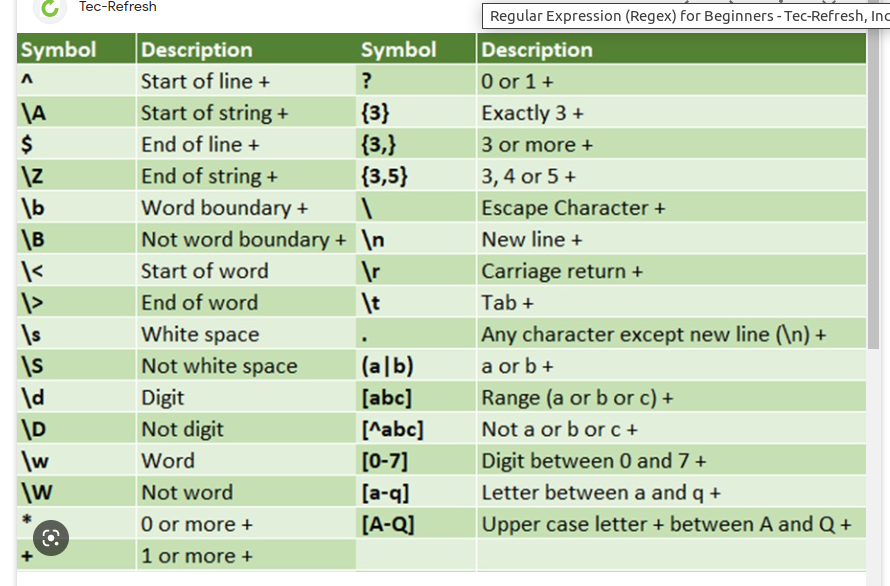 Tec-Refresh
Regular Expression (Regex) for Beginners - Tec-Refresh, Inc
Symbol Description Symbol Description
^ Start of line + ? 0 or 1 +
\A Start of string + {3} Exactly 3 +
$ End of line + {3,} 3 or more +
\Z End of string + {3,5} 3, 4 or 5 +
\b Word boundary + \ Escape Character +
\B Not word boundary + \n New line +
\< Start of word \r Carriage return +
\> End of word \t Tab +
\s White space . Any character except new line (\n) +
\S Not white space (a|b) a or b +
\d Digit [abc] Range (a or b or c) +
\D Not digit [^abc] Not a or b or c +
\w Word [0-7] Digit between 0 and 7 +
\W Not word [a-q] Letter between a and q +
* 0 or more + [A-Q] Upper case letter + between A and Q +
+ 1 or more +